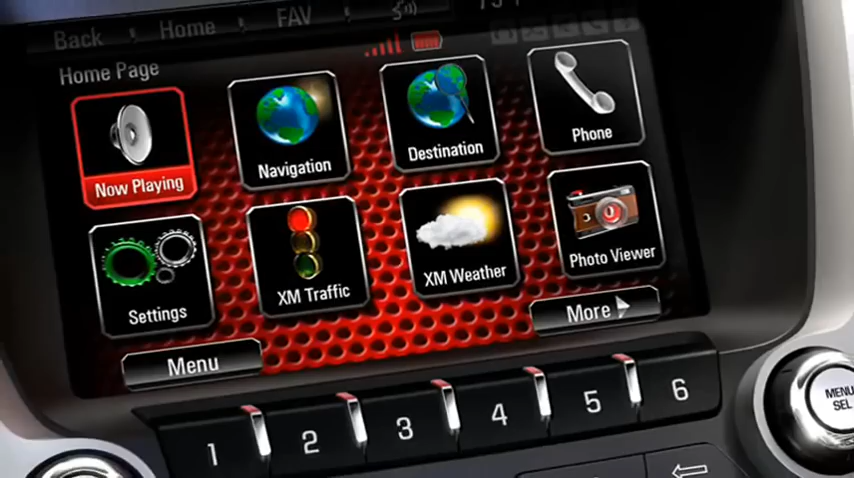 Back Home FAV
Home Page
Now Playing
Navigation
Destination
Phone
Settings
XM Traffic
XM Weather
Photo Viewer
Menu
More
1 2 3 4 5 6
MENU
SEL